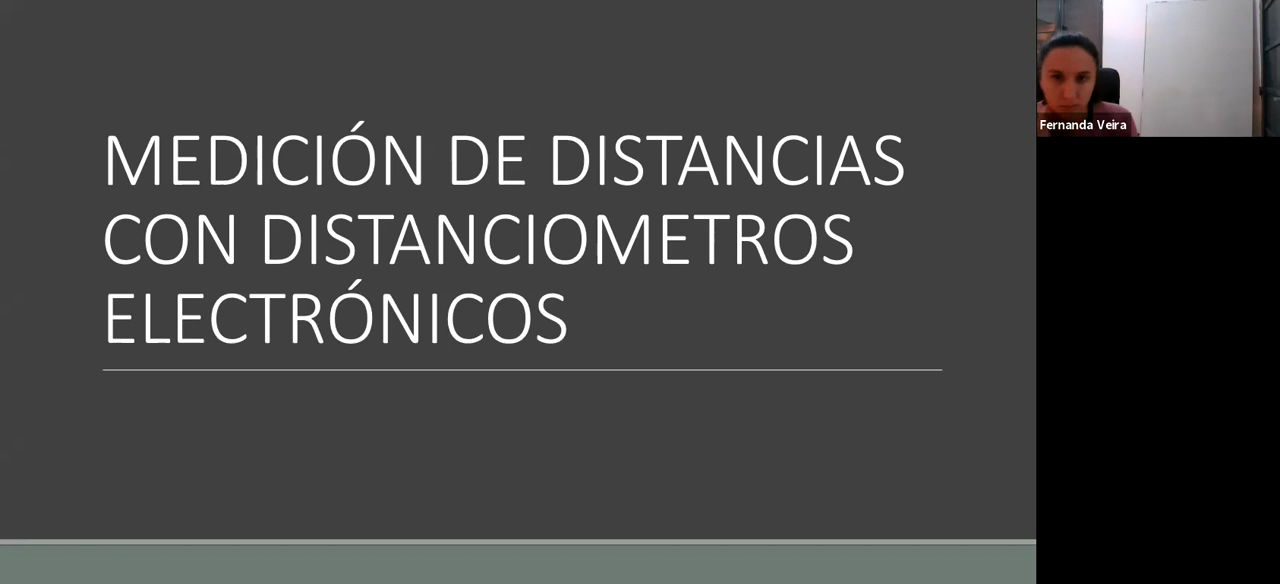 MEDICIÓN DE DISTANCIAS
CON DISTANCIOMETROS
ELECTRÓNICOS
Fernanda Veira